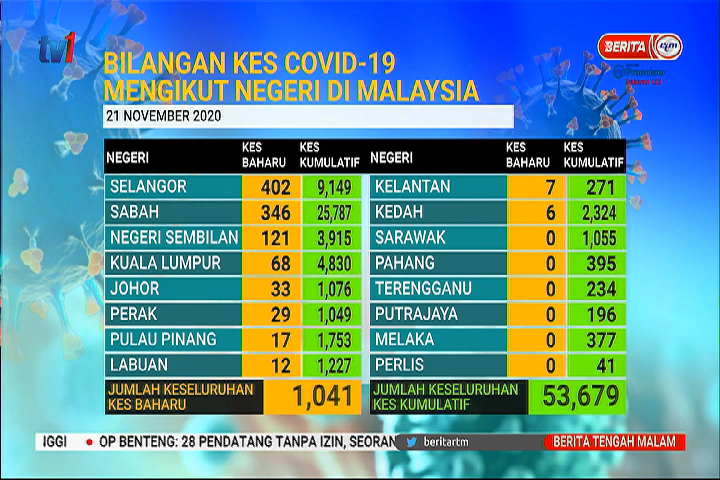 tv1
BERITA rtm
BILANGAN KES COVID-19
MENGIKUT NEGERI DI MALAYSIA
21 NOVEMBER 2020
NEGERI KES BAHARU KES KUMULATIF NEGERI KES BAHARU KES KUMULATIF
SELANGOR 402 9,149 KELANTAN 7 271
SABAH 346 25,787 KEDAH 6 2,324
NEGERI SEMBILAN 121 3,915 SARAWAK 0 1,055
KUALA LUMPUR 68 4,830 PAHANG 0 395
JOHOR 33 1,076 TERENGGANU 0 234
PERAK 29 1,049 PUTRAJAYA 0 196
PULAU PINANG 17 1,753 MELAKA 0 377
LABUAN 12 1,227 PERLIS 0 41
JUMLAH KESELURUHAN KES BAHARU 1,041 JUMLAH KESELURUHAN KES KUMULATIF 53,679
IGGI • OP BENTENG: 28 PENDATANG TANPA IZIN, SEORAN beritartm BERITA TENGAH MALAM